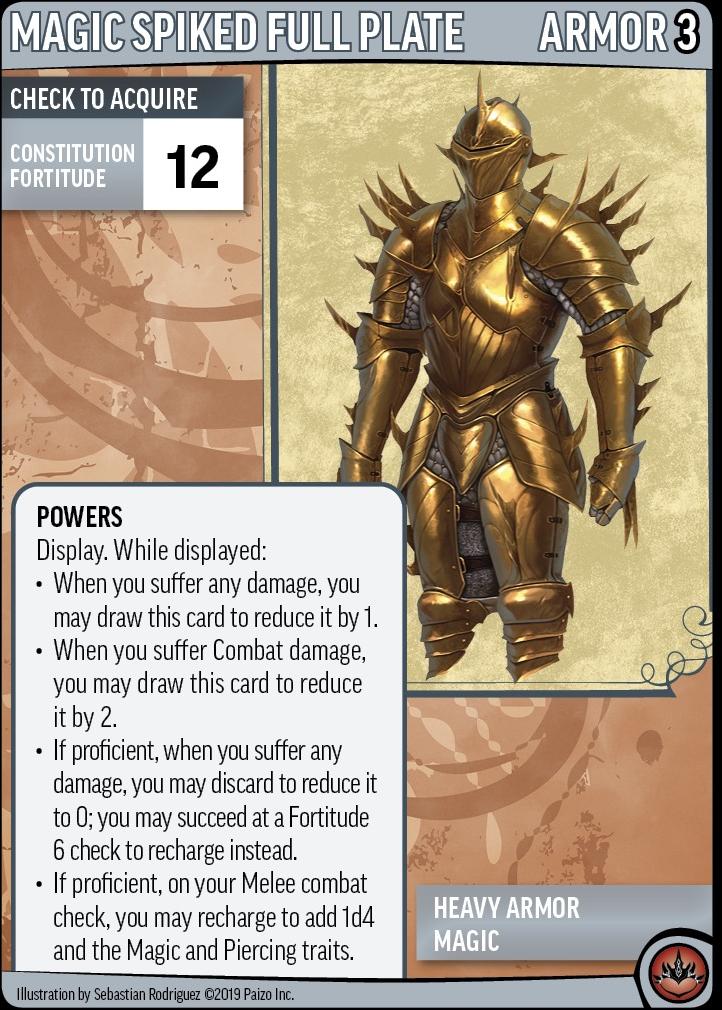 MAGIC SPIKED FULL PLATE ARMOR 3
CHECK TO ACQUIRE
CONSTITUTION
FORTITUDE
12
POWERS
Display. While displayed:
• When you suffer any damage, you
may draw this card to reduce it by 1.
• When you suffer Combat damage,
you may draw this card to reduce
it by 2.
• If proficient, when you suffer any
damage, you may discard to reduce it
to 0; you may succeed at a Fortitude
6 check to recharge instead.
• If proficient, on your Melee combat
check, you may recharge to add 1d4
and the Magic and Piercing traits.
HEAVY ARMOR
MAGIC
Illustration by Sebastian Rodriguez ©2019 Paizo Inc.